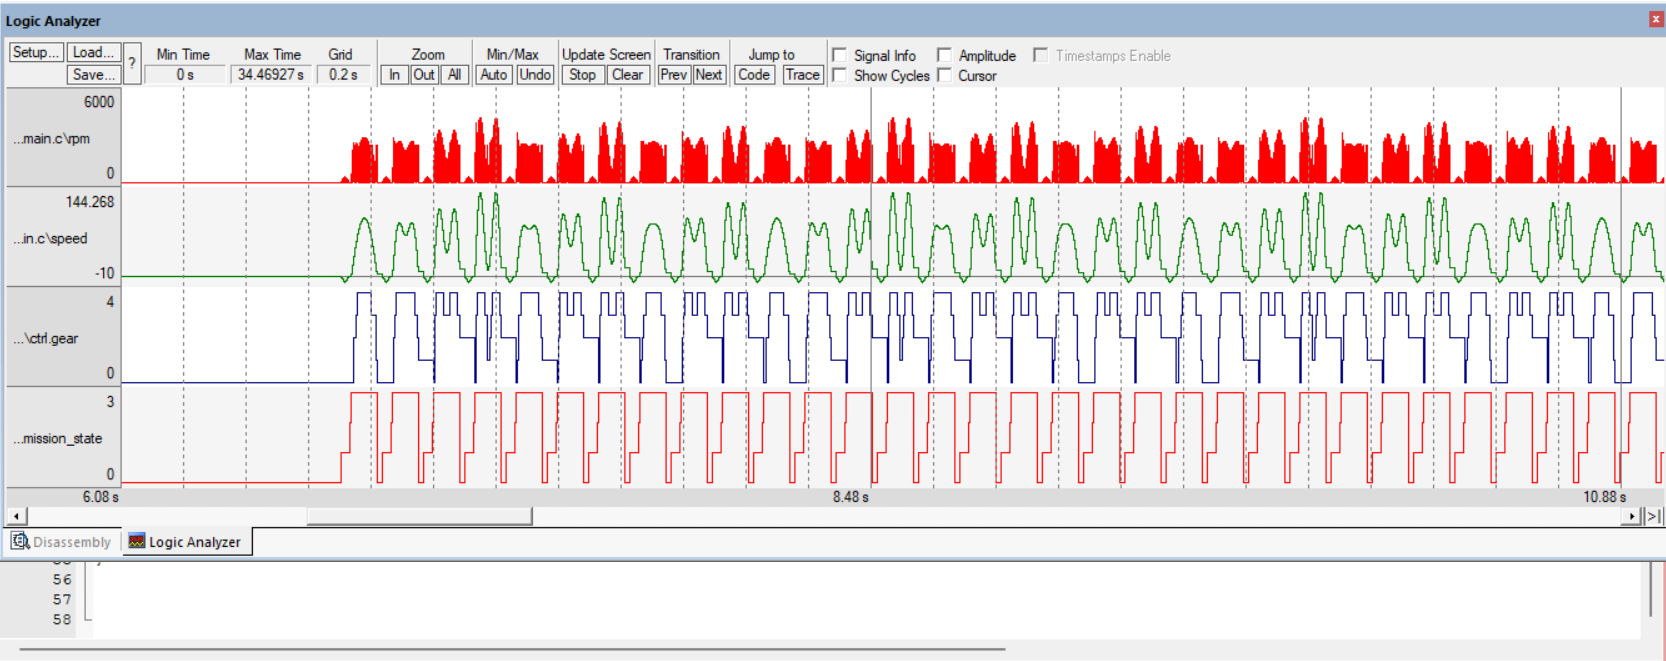 Logic Analyzer
Setup... Load... ? Min Time Max Time Grid Zoom Min/Max Update Screen Transition Jump to Signal Info Amplitude Timestamps Enable
Save... 0 s 34.46927 s 0.2 s In Out All Auto Undo Stop Clear Prev Next Code Trace Show Cycles Cursor
6000
...main.c\rpm
0
144.268
...in.c\speed
-10
4
...\ctrl.gear
0
3
...mission_state
0
6.08 s 8.48 s 10.88 s
>|
Disassembly Logic Analyzer
56
57
58